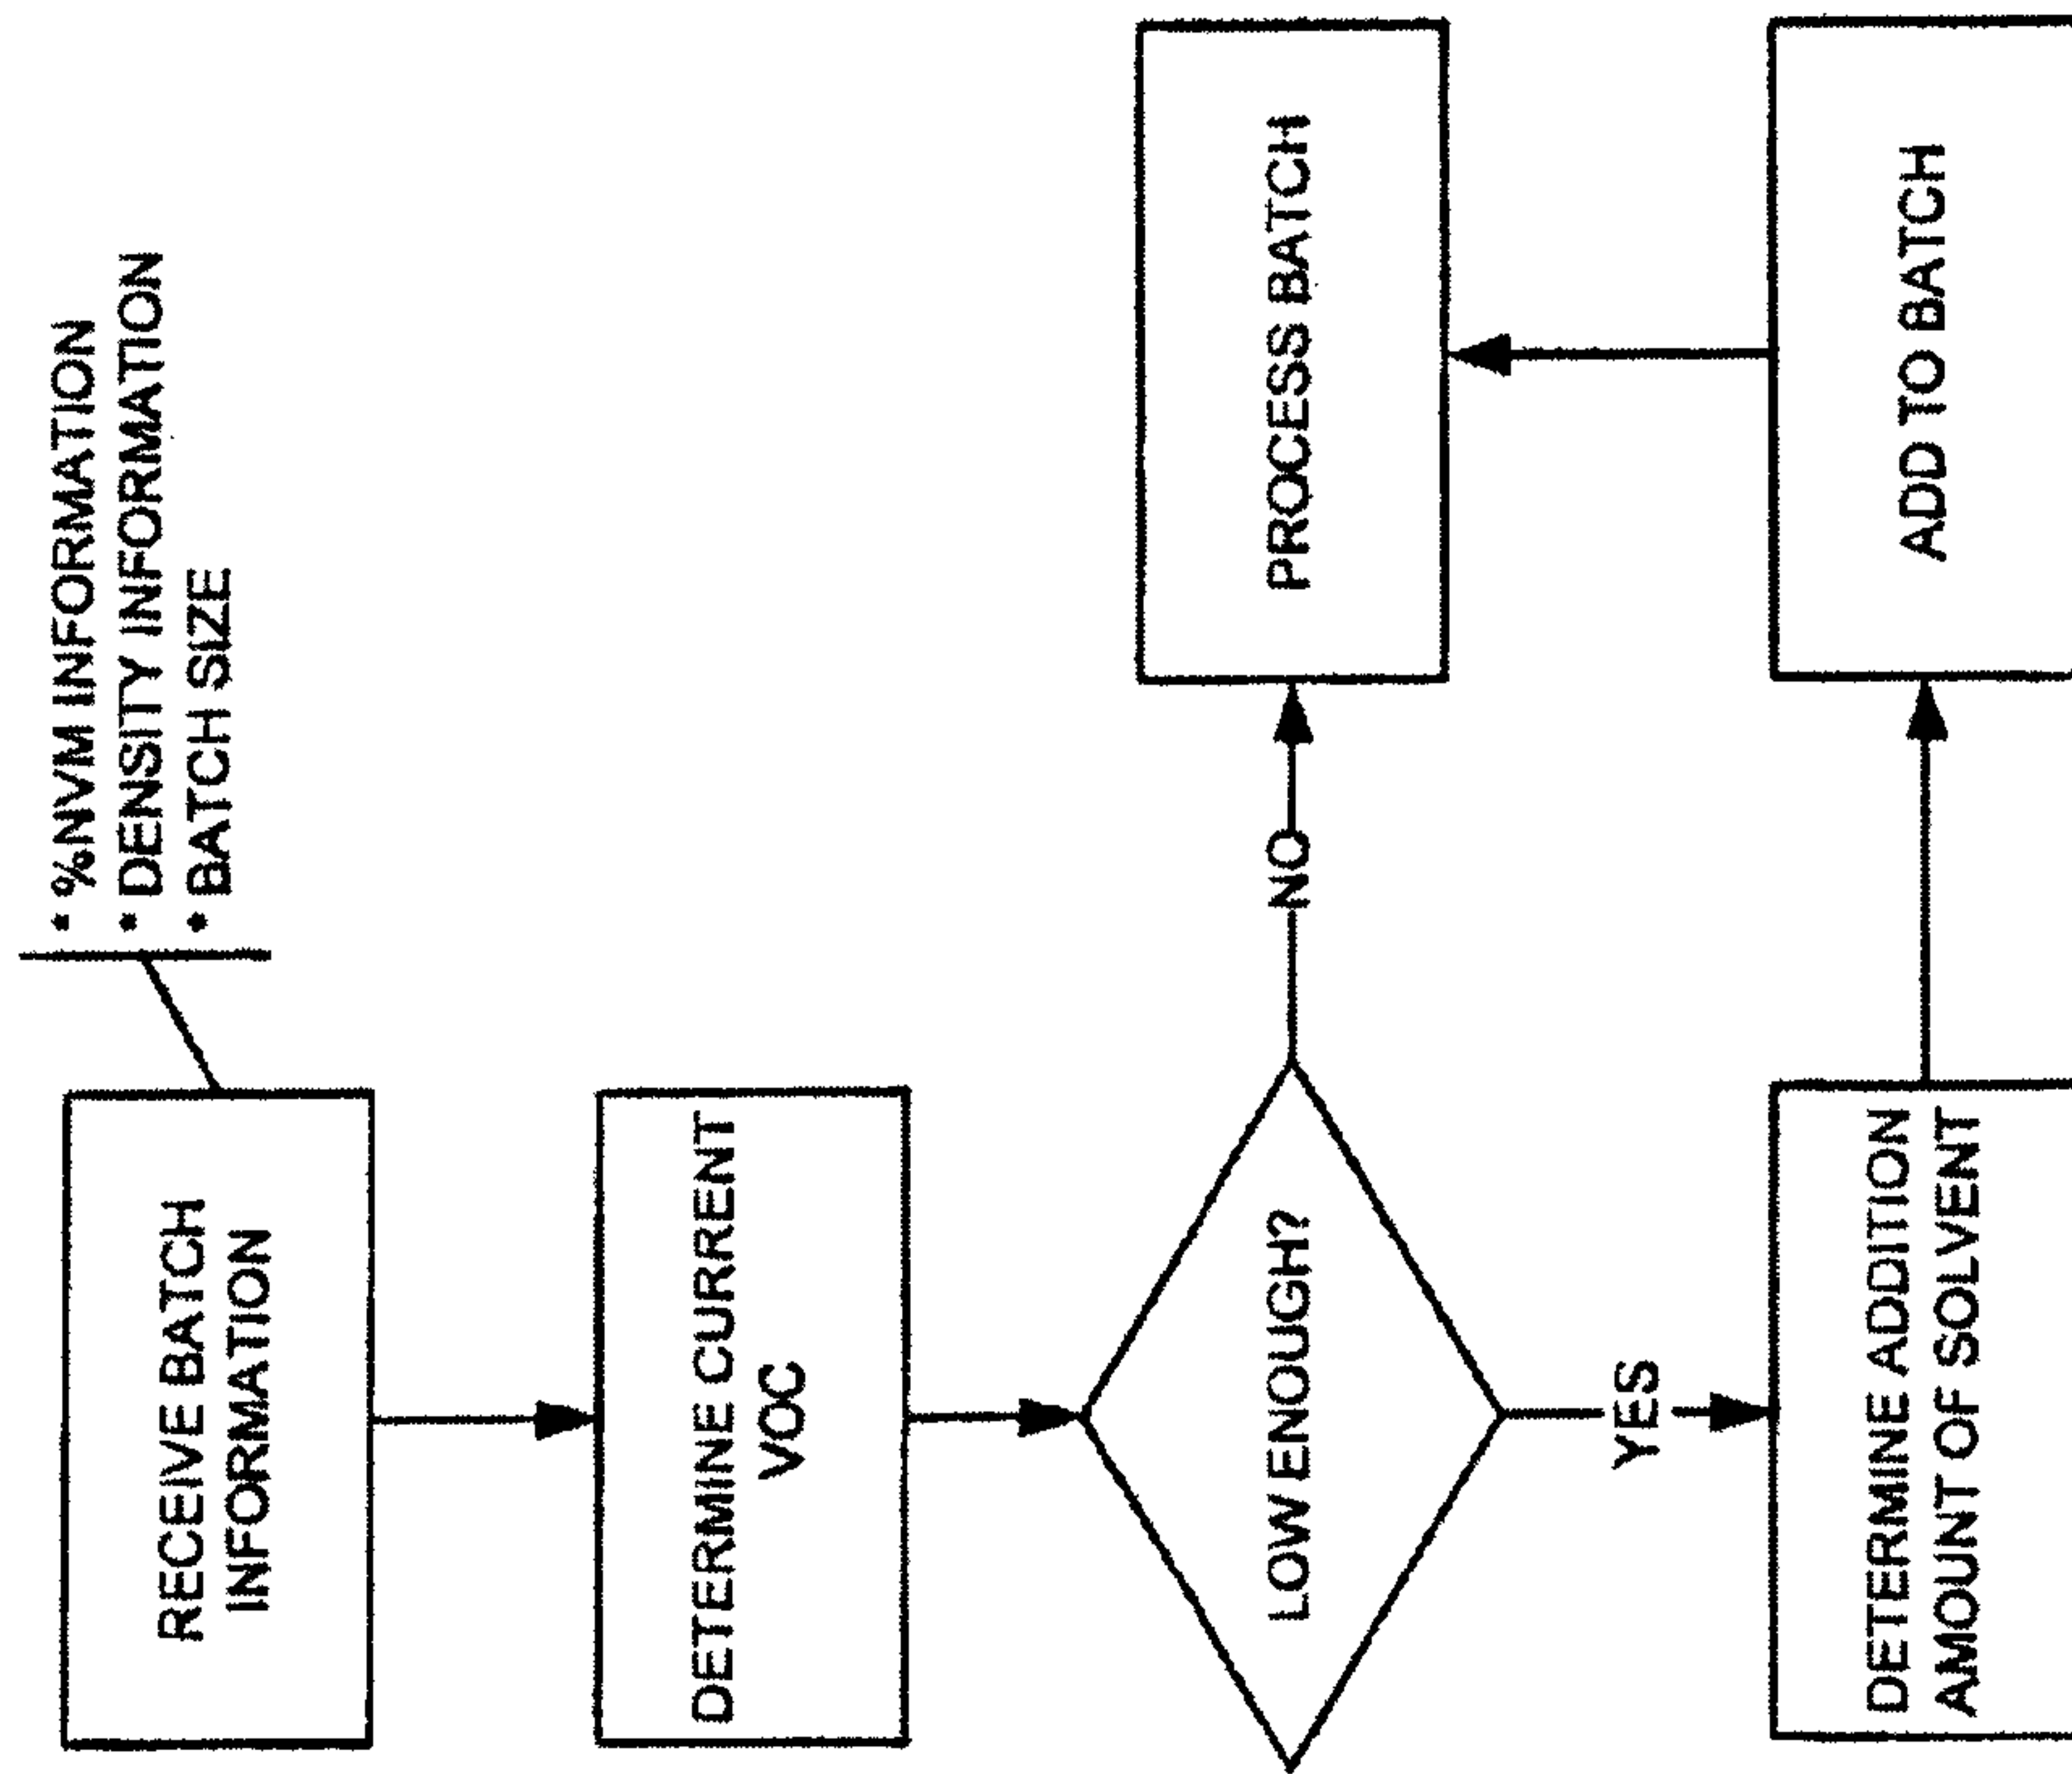 • %NVM INFORMATION
• DENSITY INFORMATION
• BATCH SIZE
RECEIVE BATCH
INFORMATION
DETERMINE CURRENT
VOC
LOW ENOUGH?
NO
PROCESS BATCH
YES
DETERMINE ADDITION
AMOUNT OF SOLVENT
ADD TO BATCH